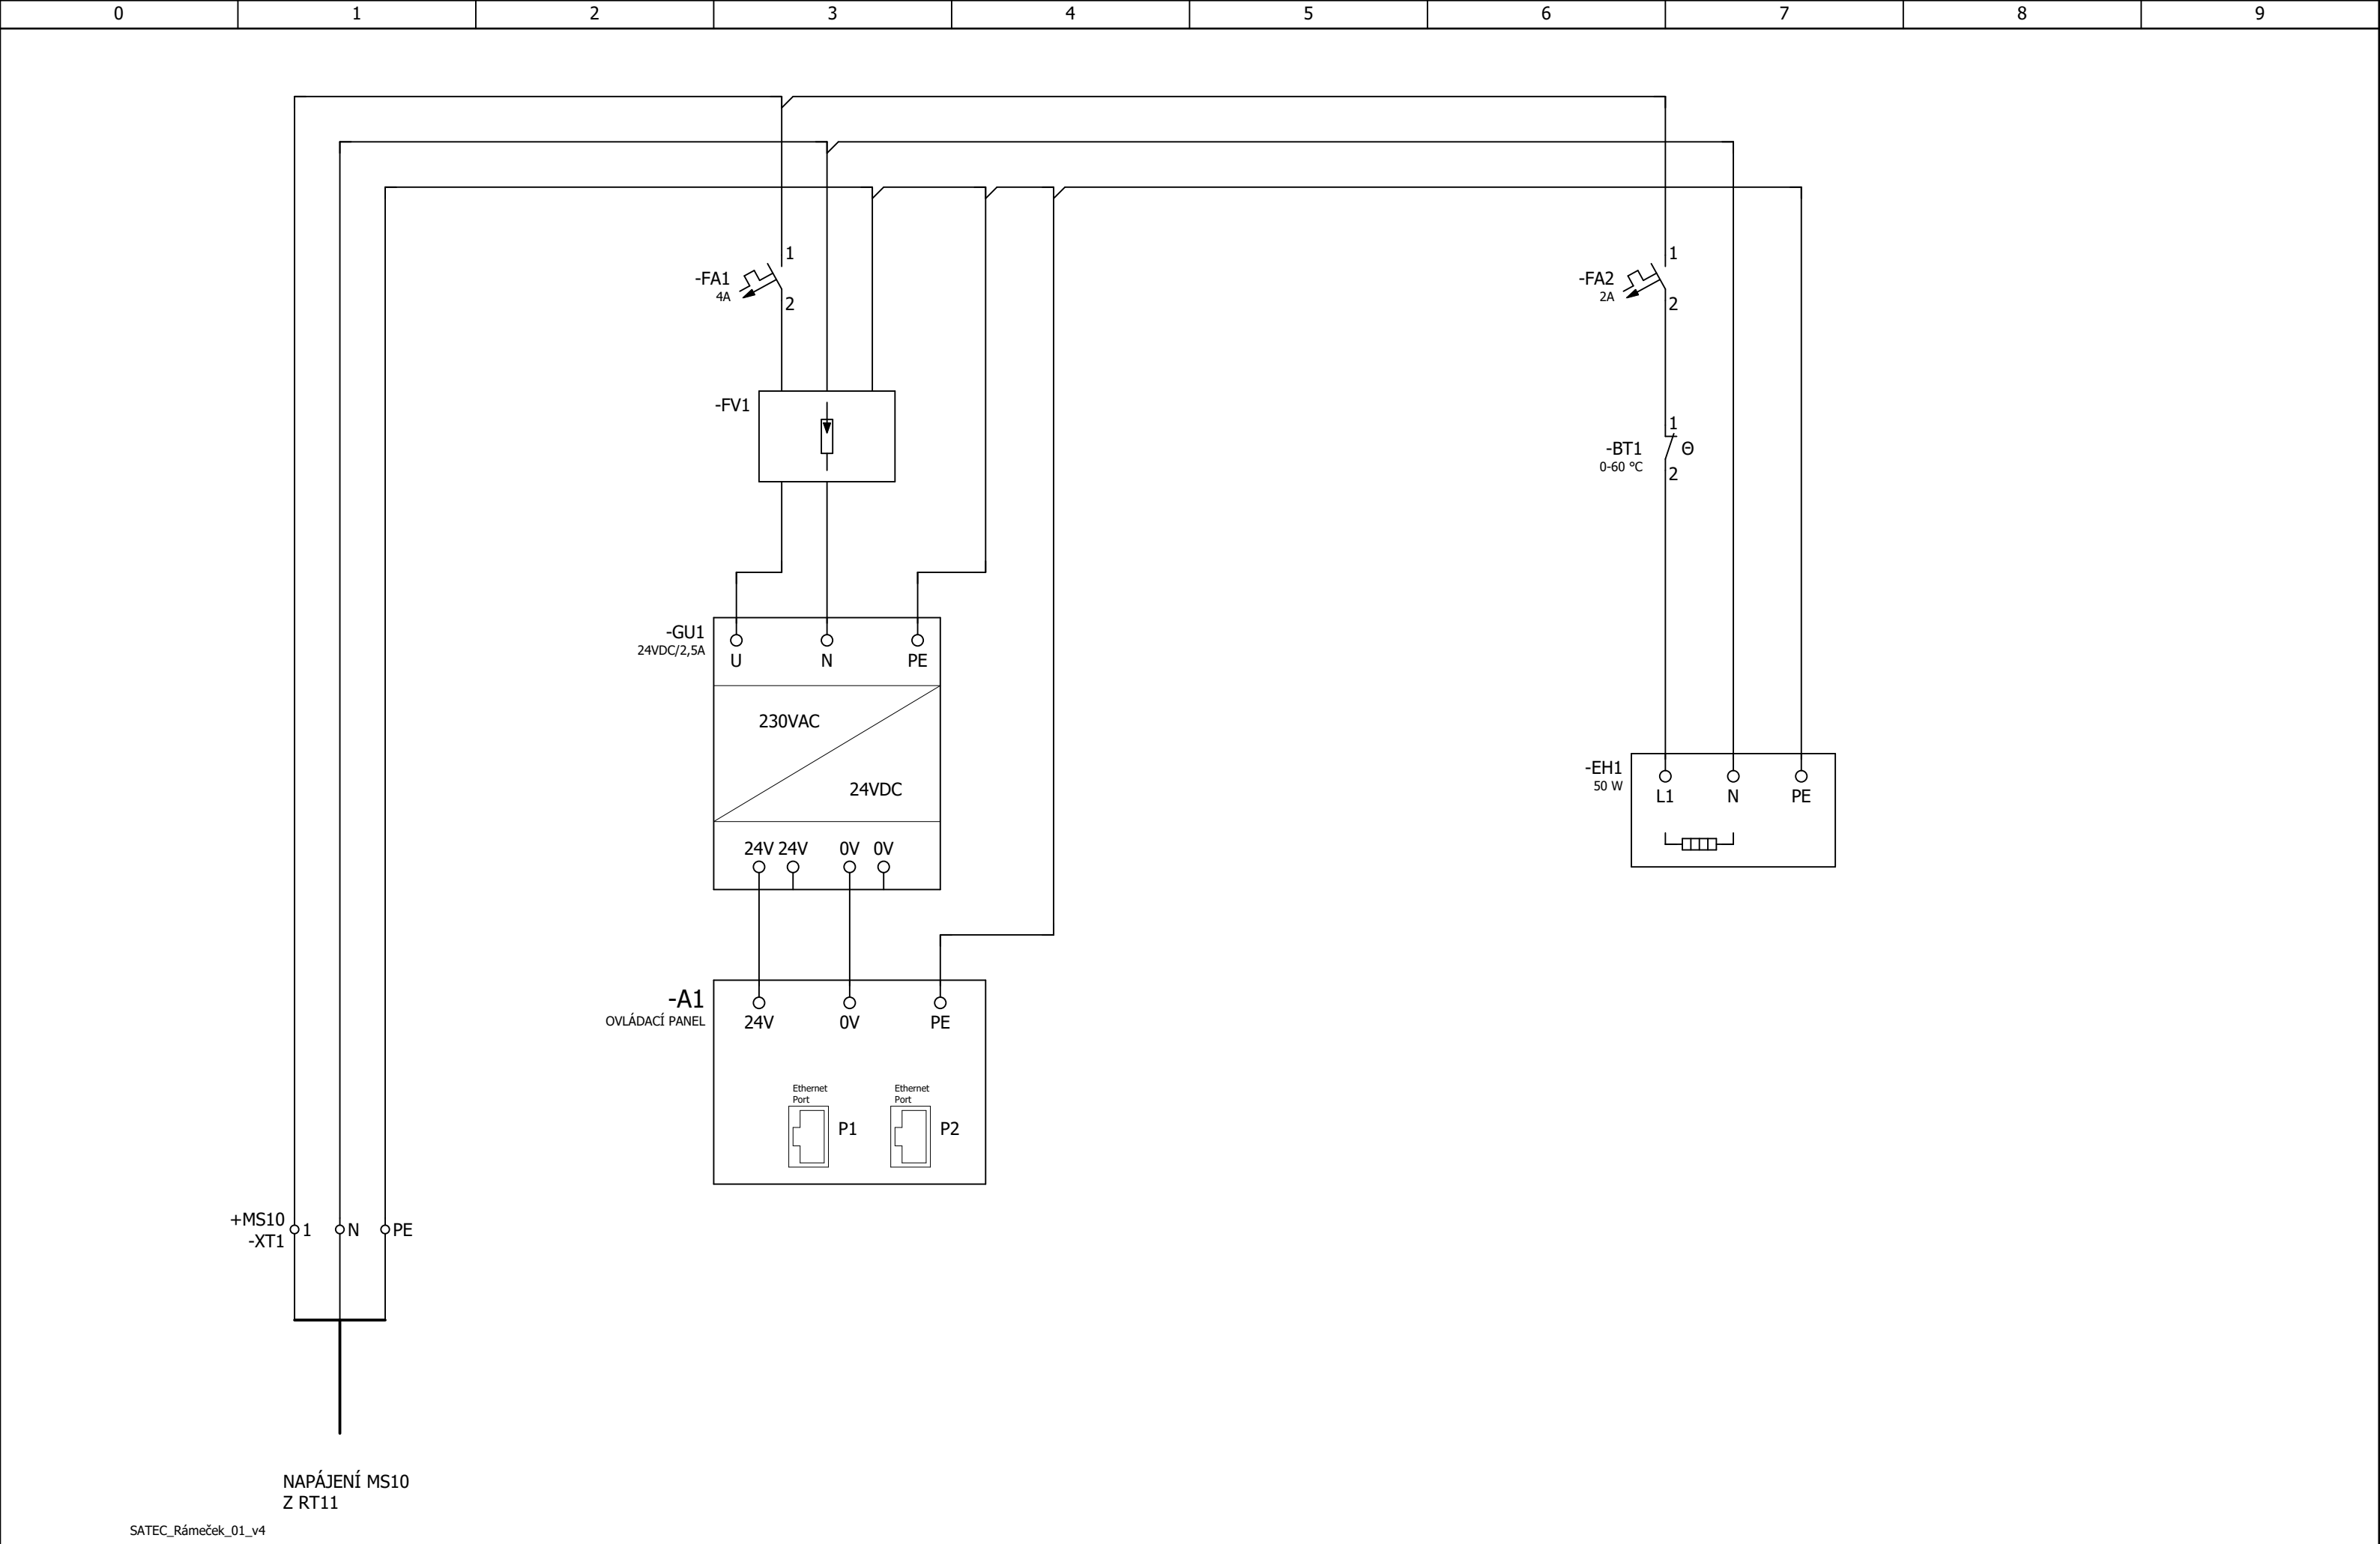 0 1 2 3 4 5 6 7 8 9
1
-FA1
4A
2
1
-FA2
2A
2
-FV1
1
-BT1 Θ
0-60 °C
2
-GU1
24VDC/2,5A
U N PE
230VAC
24VDC
24V 24V 0V 0V
-EH1
50 W
L1 N PE
-A1
OVLÁDACÍ PANEL
24V 0V PE
Ethernet
Port
P1
Ethernet
Port
P2
+MS10
-XT1
1 N PE
NAPÁJENÍ MS10
Z RT11
SATEC_Rámeček_01_v4